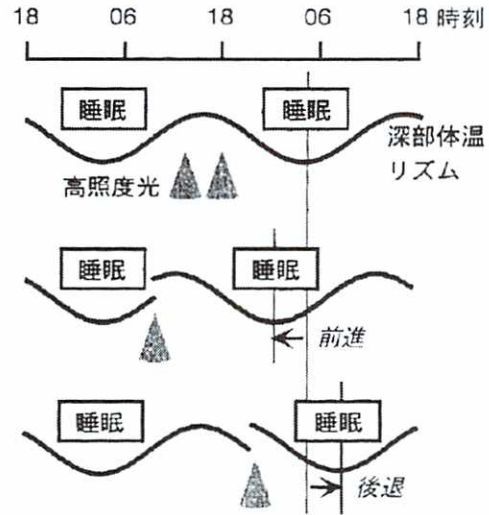 18 06 18 06 18 時刻
睡眠 睡眠
深部体温
リズム
高照度光
睡眠 睡眠
前進
睡眠 睡眠
後退